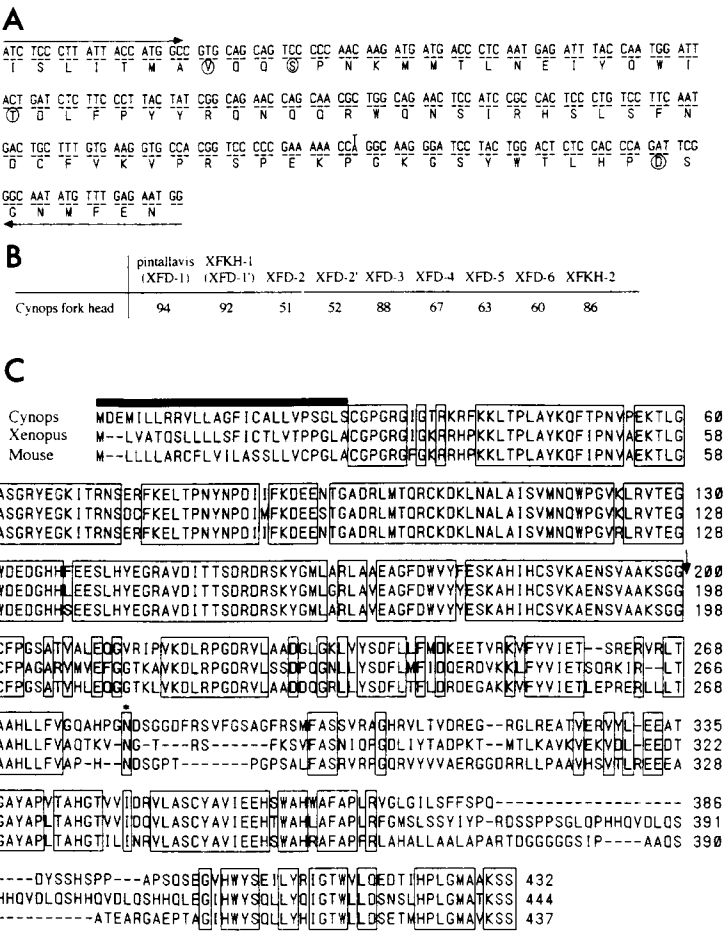 A
ATC TCC CTT ATT ACC ATG GCC GTG CAG CAG TCC CCC AAC AAG ATG ATG ACC CTC AAT GAG ATT TAC CAA TGG ATT
I S L I T M A V Q Q S P N K M M T L N E I Y Q W I
ACT GAT CTC TTC CCT TAC TAT CGG CAG AAC CAG CAA CGC TGG CAG AAC TCC ATC CGC CAC TCC CTG TCC TTC AAT
T D L F P Y Y R Q N Q Q R W Q N S I R H S L S F N
T
GAC TGC TTT GTG AAG GTG CCA CGG TCC CCC GAA AAA CCA GGC AAG GGA TCC TAC TGG ACT CTC CAC CCA GAT TCG
D C F V K V P R S P E K P G K G S Y W T L H P D S
GGC AAT ATG TTT GAG AAT GG
G N M F E N
B
pintallavis XFKH-1
(XFD-1) (XFD-1') XFD-2 XFD-2' XFD-3 XFD-4 XFD-5 XFD-6 XFKH-2
Cynops fork head 94 92 51 52 88 67 63 60 86
C
Cynops MDEMILLRRVLLAGFICALLVPSGLSCGPGRGIGTRKRFKKLTPLAYKQFTPNVPEKTLG 60
Xenopus M--LVATQSLLLLSFICTLVTPPGLACGPGRGIGKRRHPKKLTPLAYKQFIPNVAEKTLG 58
Mouse M--LLLLARCFLVILASSLLVCPGLACGPGRGFGKRRHPKKLTPLAYKQFIPNVAEKTLG 58
ASGRYEGKITRNSERFKELTPNYNPDIIFKDEENTGADRLMTQRCKDKLNALAISVMNQWPGVKLRVTEG 130
ASGRYEGKITRNSDCFKELTPNYNPDIMFKDEESTGADRLMTQRCKDKLNALAISVMNQWPGVKLRVTEG 128
ASGRYEGKITRNSERFKELTPNYNPDIIFKDEENTGADRLMTQRCKDKLNALAISVMNQWPGVRLRVTEG 128
WDEDGHHFEESLHYEGRAVDITTSDRDRSKYGMLARLAAEAGFDWVYFESKAHIHCSVKAENSVAAKSGG 200
YDEDGHHLEESLHYEGRAVDITTSDRDRSKYGMLGRLAVEAGFDWVYYESKAHIHCSVKAENSVAAKSGG 198
YDEDGHHSEESLHYEGRAVDITTSDRDRSKYGMLARLAVEAGFDWVYYESKAHIHCSVKAENSVAAKSGG 198
CFPGSATVALEQGVRIPVKDLRPGDRVLAADGLGKLVYSDFLLFMDKEETVRKVFYVIET--SRERVRLT 268
CFPAGARVMVEFGGTKAVKDLRPGDRVLSSDPQGNLLYSDFLMFIDQERDVKKLFYVIETSQRKIR--LT 266
CFPGSATVHLEQGGTKLVKDLRPGDRVLAADDQGRLLYSDFLTFLDRDEGAKKVFYVIETLEPRERLLLT 268
*
AAHLLFVGQAHPGNDSGGDFRSVFGSAGFRSMFASSVRAGHRVLTVDREG--RGLREATVERVYL-EEAT 335
AAHLLFVAQTKV-NG-T--RS-----FKSVFASNIQPGDLIYTADPKT--MTLKAVKVEKVDL-EEDT 322
AAHLLFVAP-H--NDSGPT------PGPSALFASRVRPGQRVYVVAERGGDRRLLPAAVHSVTLREEEA 328
GAYAPVTAHGTVVIDRVLASCYAVIEEHSWAHWAFAPLRVGLGILSFFSPQ---------------- 386
GAYAPLTAHGTVVIDQVLASCYAVIEEHTWAHLAFAPLRFGMSLSSYIYP-RDSSPPSGLQPHHQVDLQS 391
GAYAPLTAHGTILINRVLASCYAVIEEHSWAHRAFAPFRLAHALLAALAPARTDGGGGGSIP----AAQS 390
----DYSSHSPP--APSQSEGVHWYSEILYRIGTWVLQEDTIHPLGMAAKSS 432
HHQVDLQSHHQVDLQSHHQLEGIHWYSQLLYQIGTWLLDSNSLHPLGMATKSS 444
---------ATEARGAEPTAGIHWYSQLLYHIGTWLLDSETMHPLGMAVKSS 437